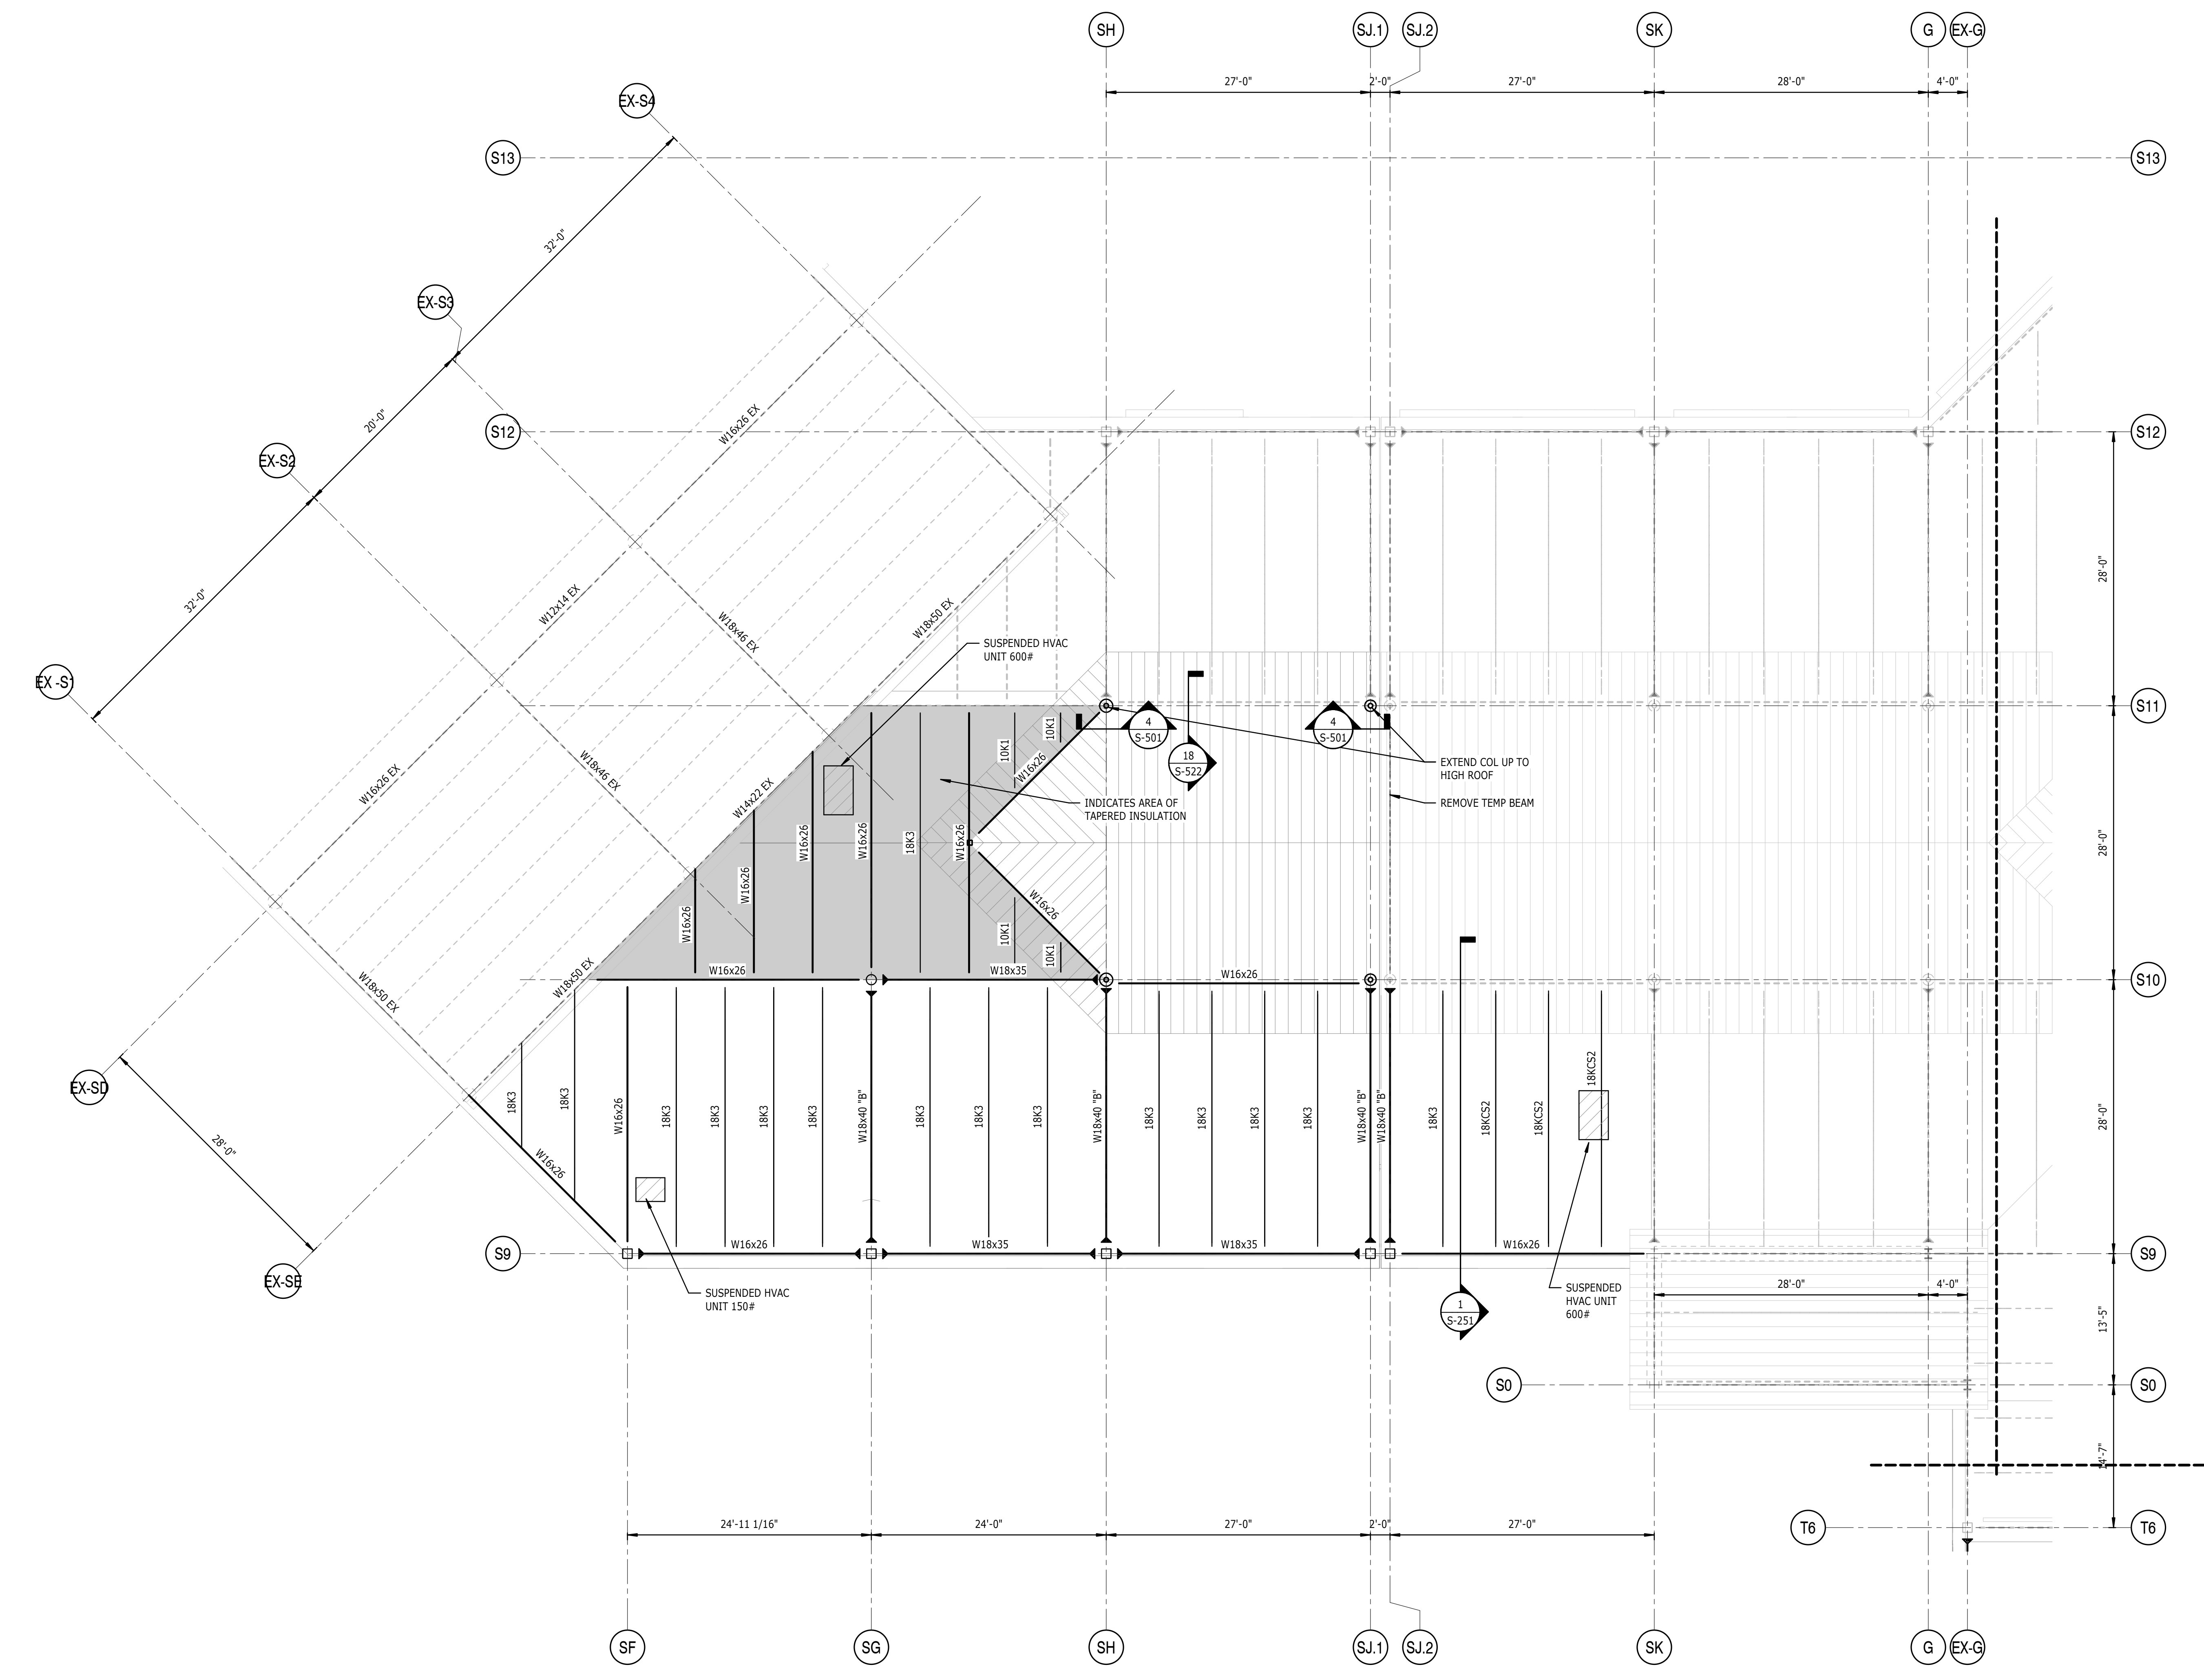 SH
SJ.1
SJ.2
SK
G
EX-G
27'-0"
2'-0"
27'-0"
28'-0"
4'-0"
EX-S4
S13
S13
32'-0"
EX-S3
20'-0"
W16x26 EX
S12
S12
EX-S2
28'-0"
32'-0"
W12x14 EX
W18x46 EX
W18x50 EX
SUSPENDED HVAC
UNIT 600#
EX -S1
S11
4
S-501
4
S-501
18
S-522
10K1
10K1
W16x26
EXTEND COL UP TO
HIGH ROOF
W18x46 EX
W16x26 EX
W14x22 EX
INDICATES AREA OF
TAPERED INSULATION
REMOVE TEMP BEAM
W16x26
W16x26
W16x26
W16x26
18K3
W16x26
28'-0"
W16x26
10K1
10K1
W18x50 EX
W18x50 EX
W16x26
W18x35
W16x26
S10
EX-SD
28'-0"
18K3
18K3
W16x26
18K3
18K3
18K3
18K3
W18x40 "B"
18K3
18K3
18K3
W18x40 "B"
18K3
18K3
18K3
18K3
W18x40 "B"
W18x40 "B"
18K3
18KCS2
18KCS2
18KCS2
28'-0"
W16x26
S9
W16x26
W18x35
W18x35
W16x26
S9
EX-SE
SUSPENDED HVAC
UNIT 150#
1
S-251
SUSPENDED
HVAC UNIT
600#
28'-0"
4'-0"
13'-5"
S0
S0
14'-7"
24'-11 1/16"
24'-0"
27'-0"
2'-0"
27'-0"
T6
T6
SF
SG
SH
SJ.1
SJ.2
SK
G
EX-G